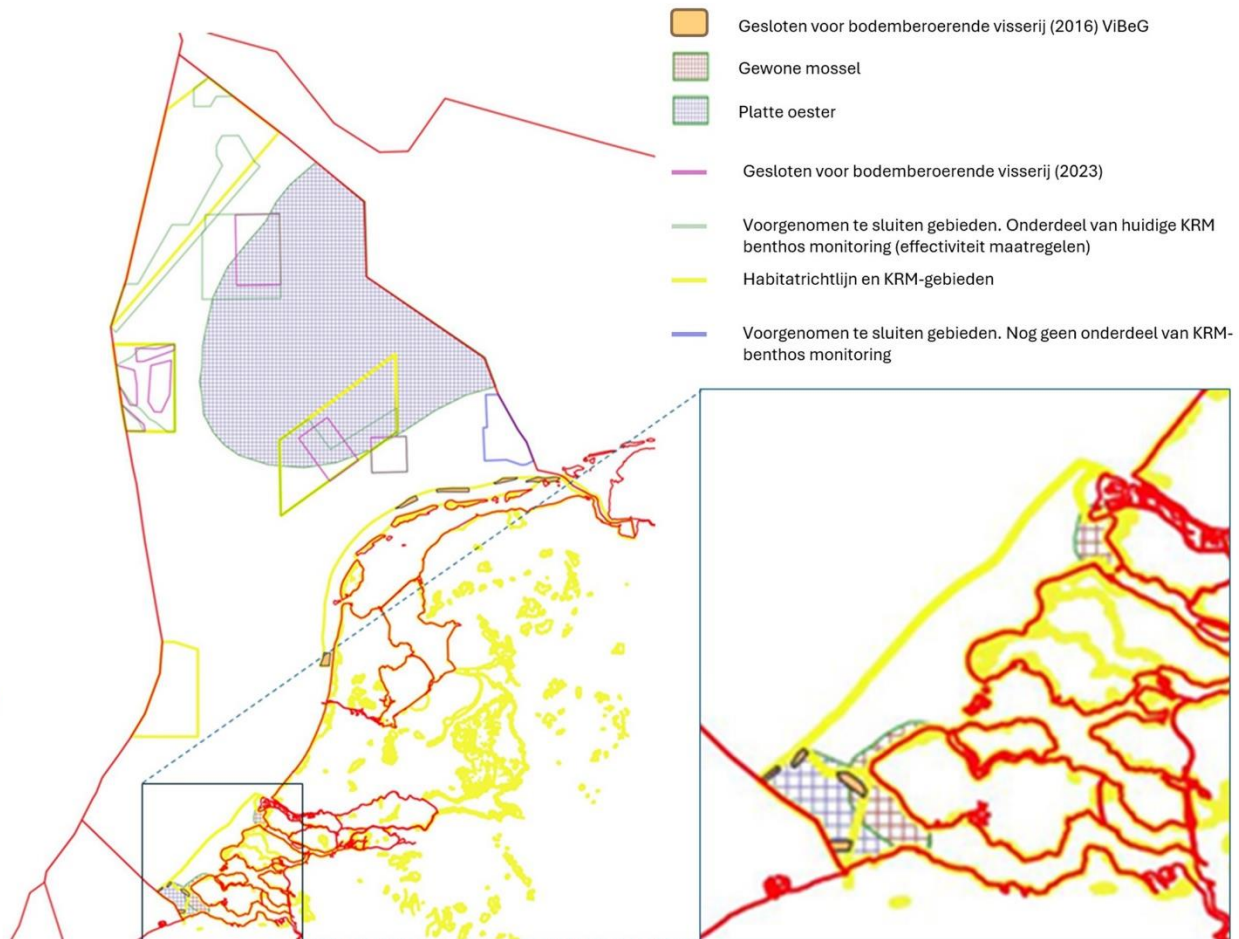 Gesloten voor bodemberoerende visserij (2016) ViBeG
Gewone mossel
Platte oester
Gesloten voor bodemberoerende visserij (2023)
Voorgenomen te sluiten gebieden. Onderdeel van huidige KRM
benthos monitoring (effectiviteit maatregelen)
Habitatrichtlijn en KRM-gebieden
Voorgenomen te sluiten gebieden. Nog geen onderdeel van KRM-
benthos monitoring